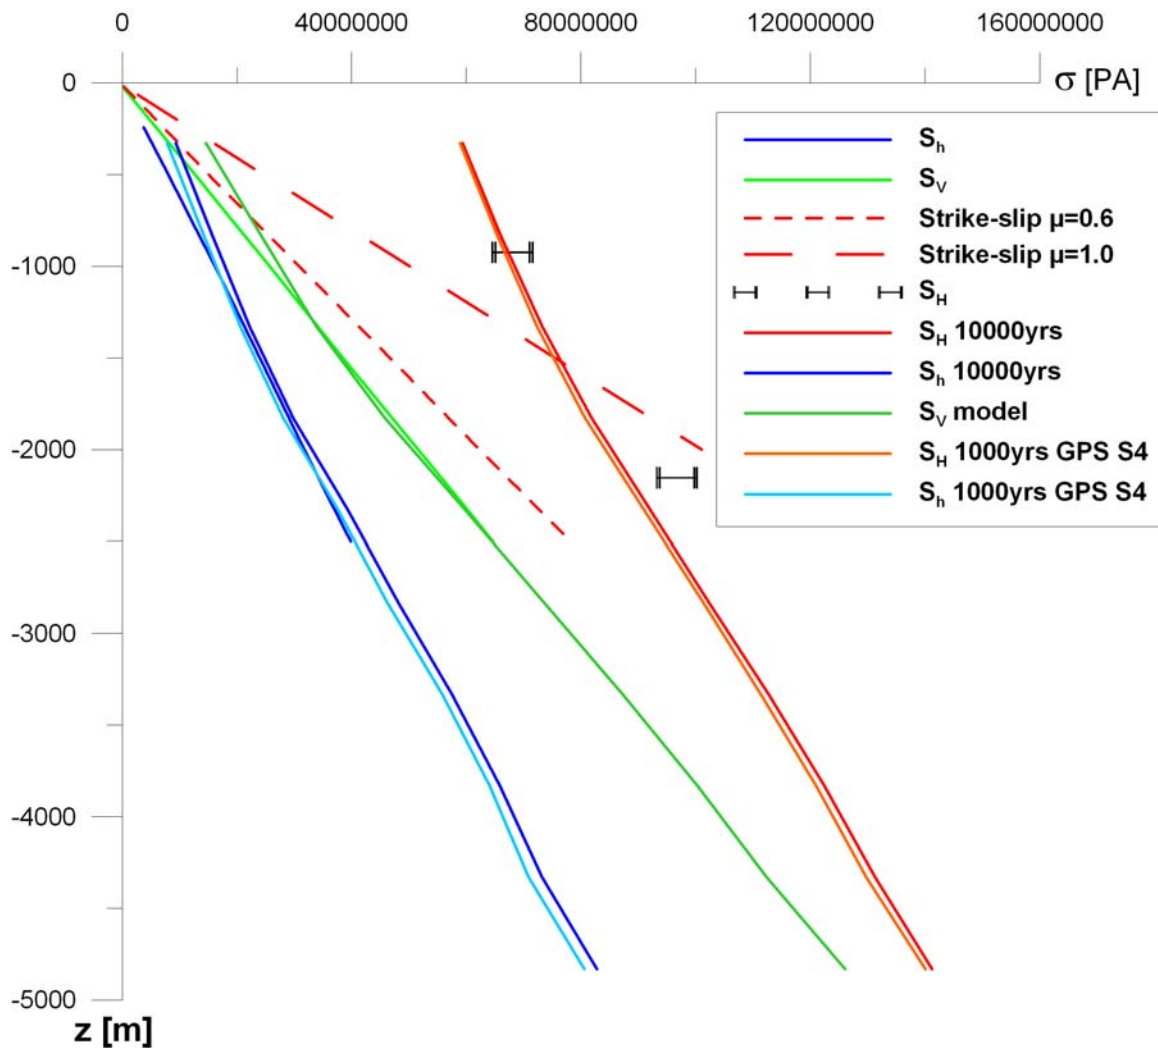 0 40000000 80000000 120000000 160000000
0 σ [PA]
Sh
SV
Strike-slip µ=0.6
-1000 Strike-slip µ=1.0
SH
SH 10000yrs
Sh 10000yrs
SV model
-2000 SH 1000yrs GPS S4
Sh 1000yrs GPS S4
-3000
-4000
-5000
z [m]